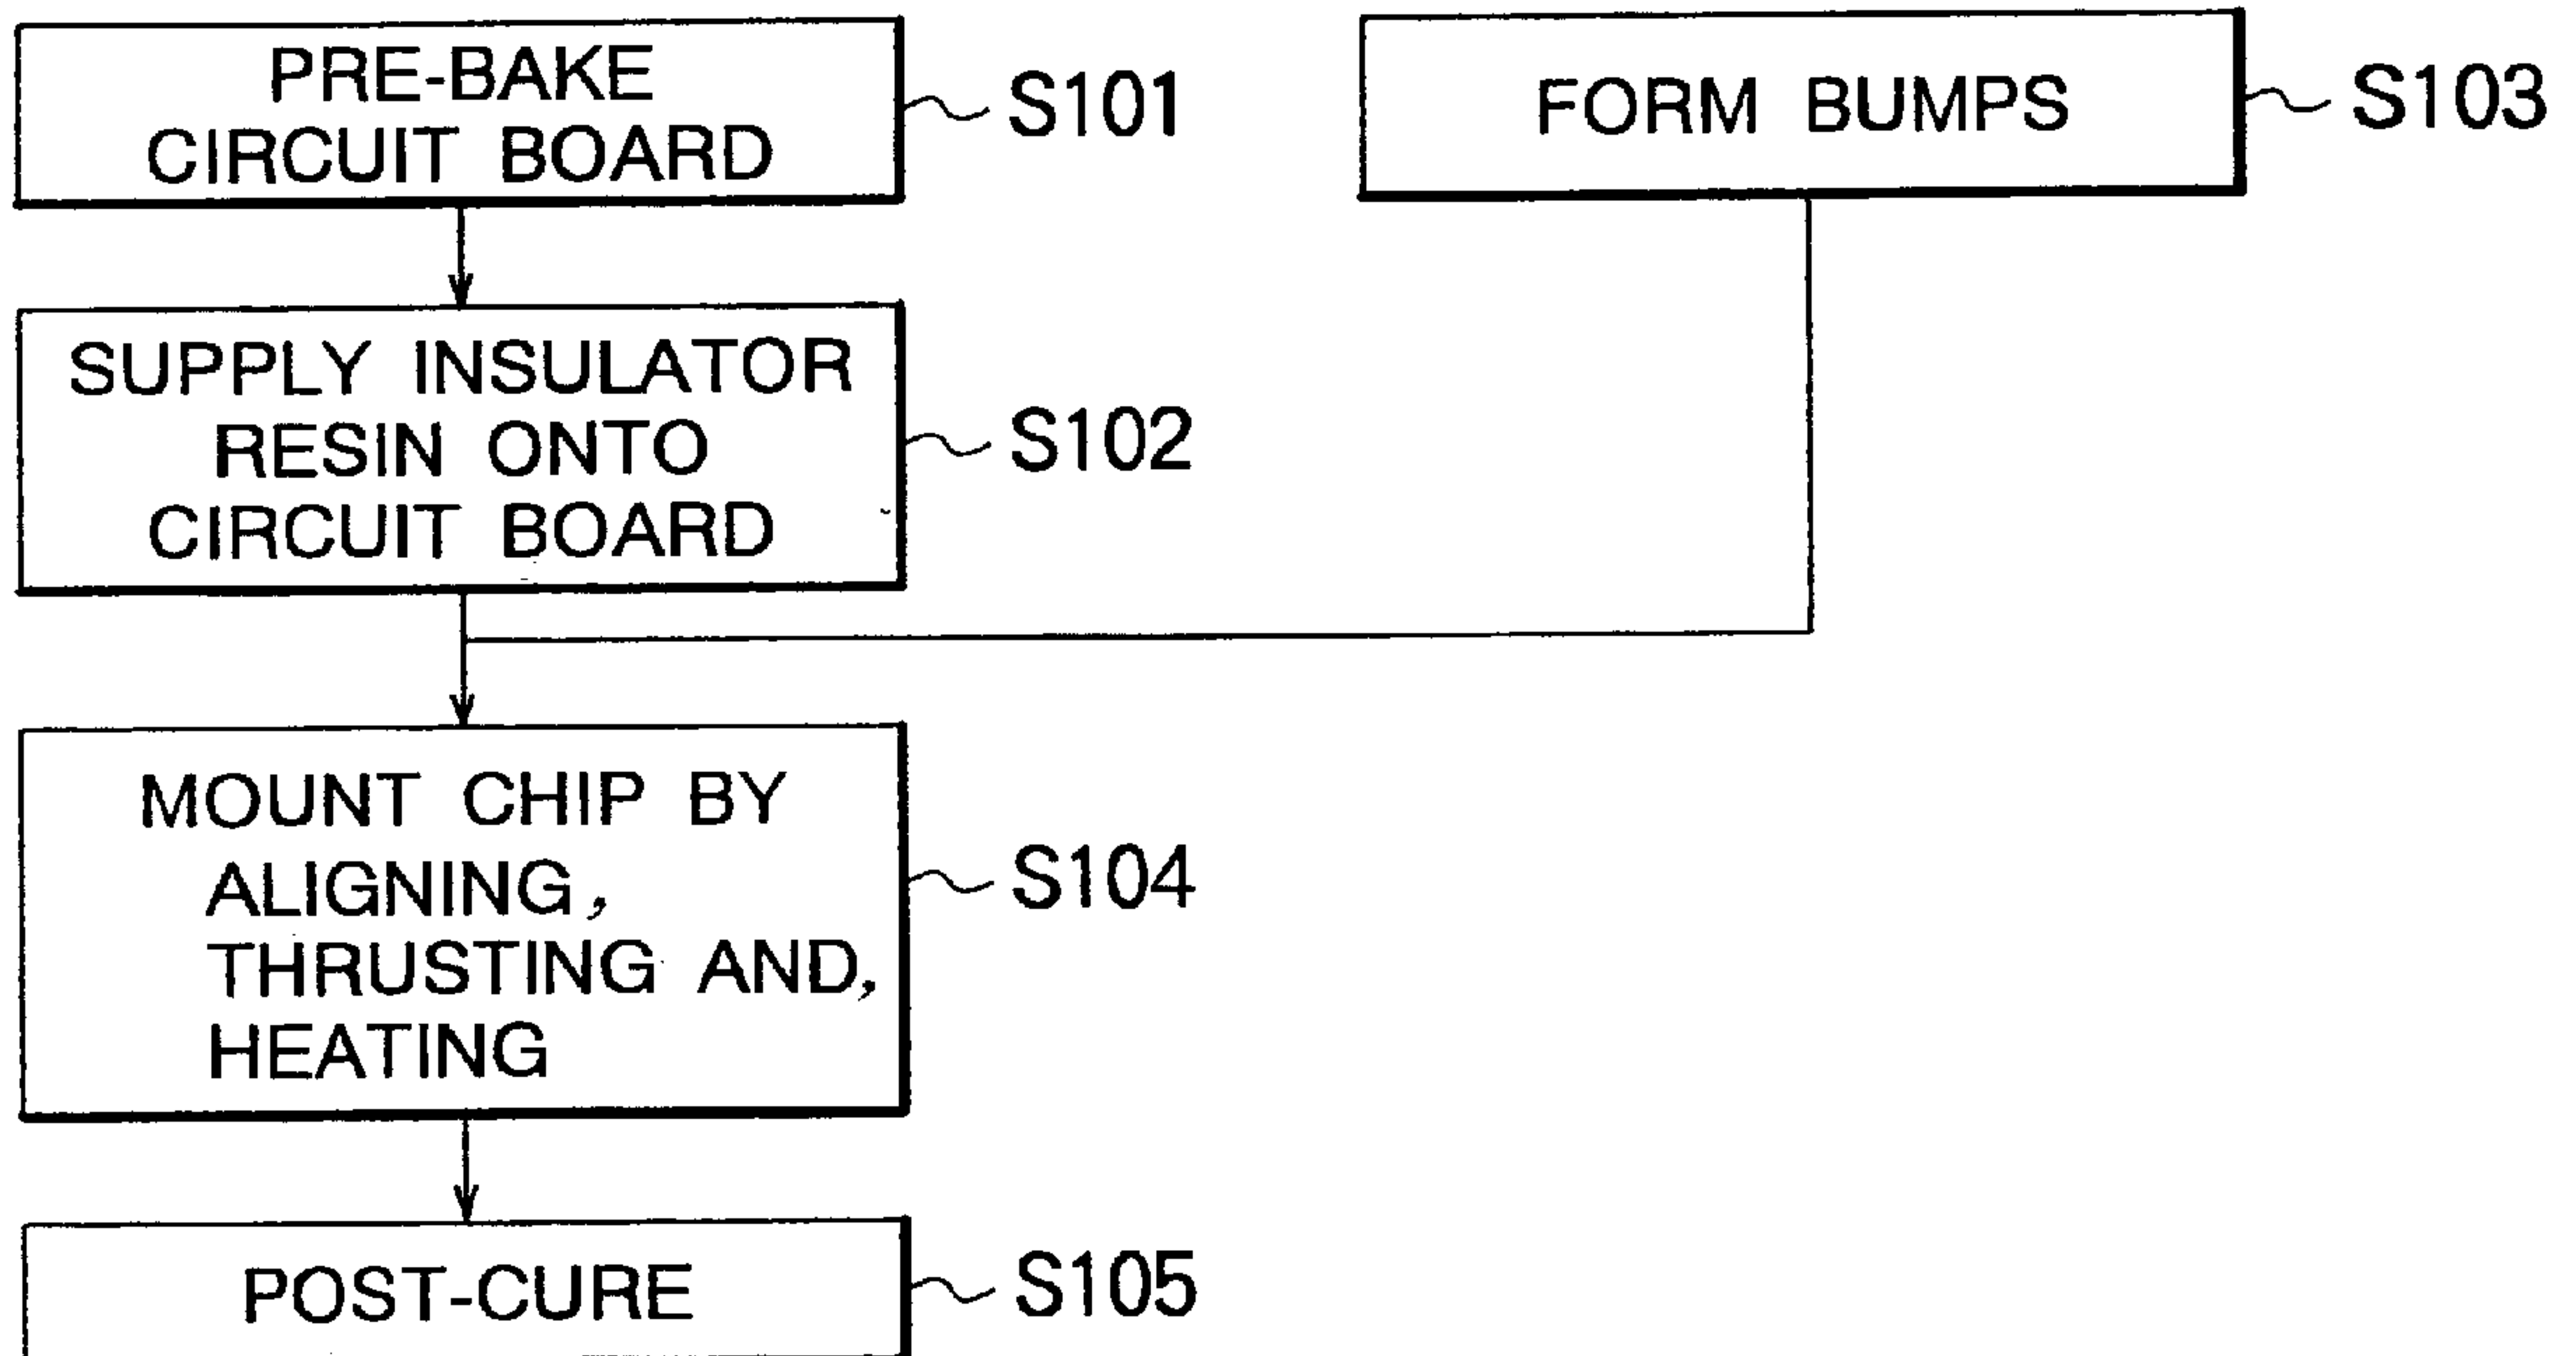 PRE-BAKE
CIRCUIT BOARD
S101
FORM BUMPS
S103
SUPPLY INSULATOR
RESIN ONTO
CIRCUIT BOARD
S102
MOUNT CHIP BY
ALIGNING,
THRUSTING AND,
HEATING
S104
POST-CURE
S105